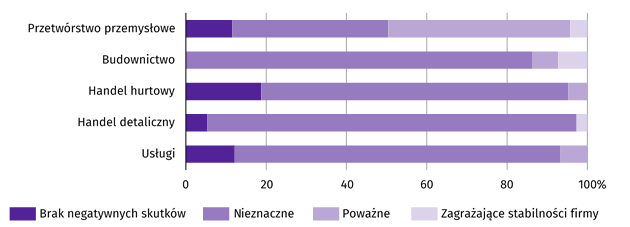 Przetwórstwo przemysłowe
Budownictwo
Handel hurtowy
Handel detaliczny
Usługi
0 20 40 60 80 100%
Brak negatywnych skutków Nieznaczne Poważne Zagrażające stabilności firmy